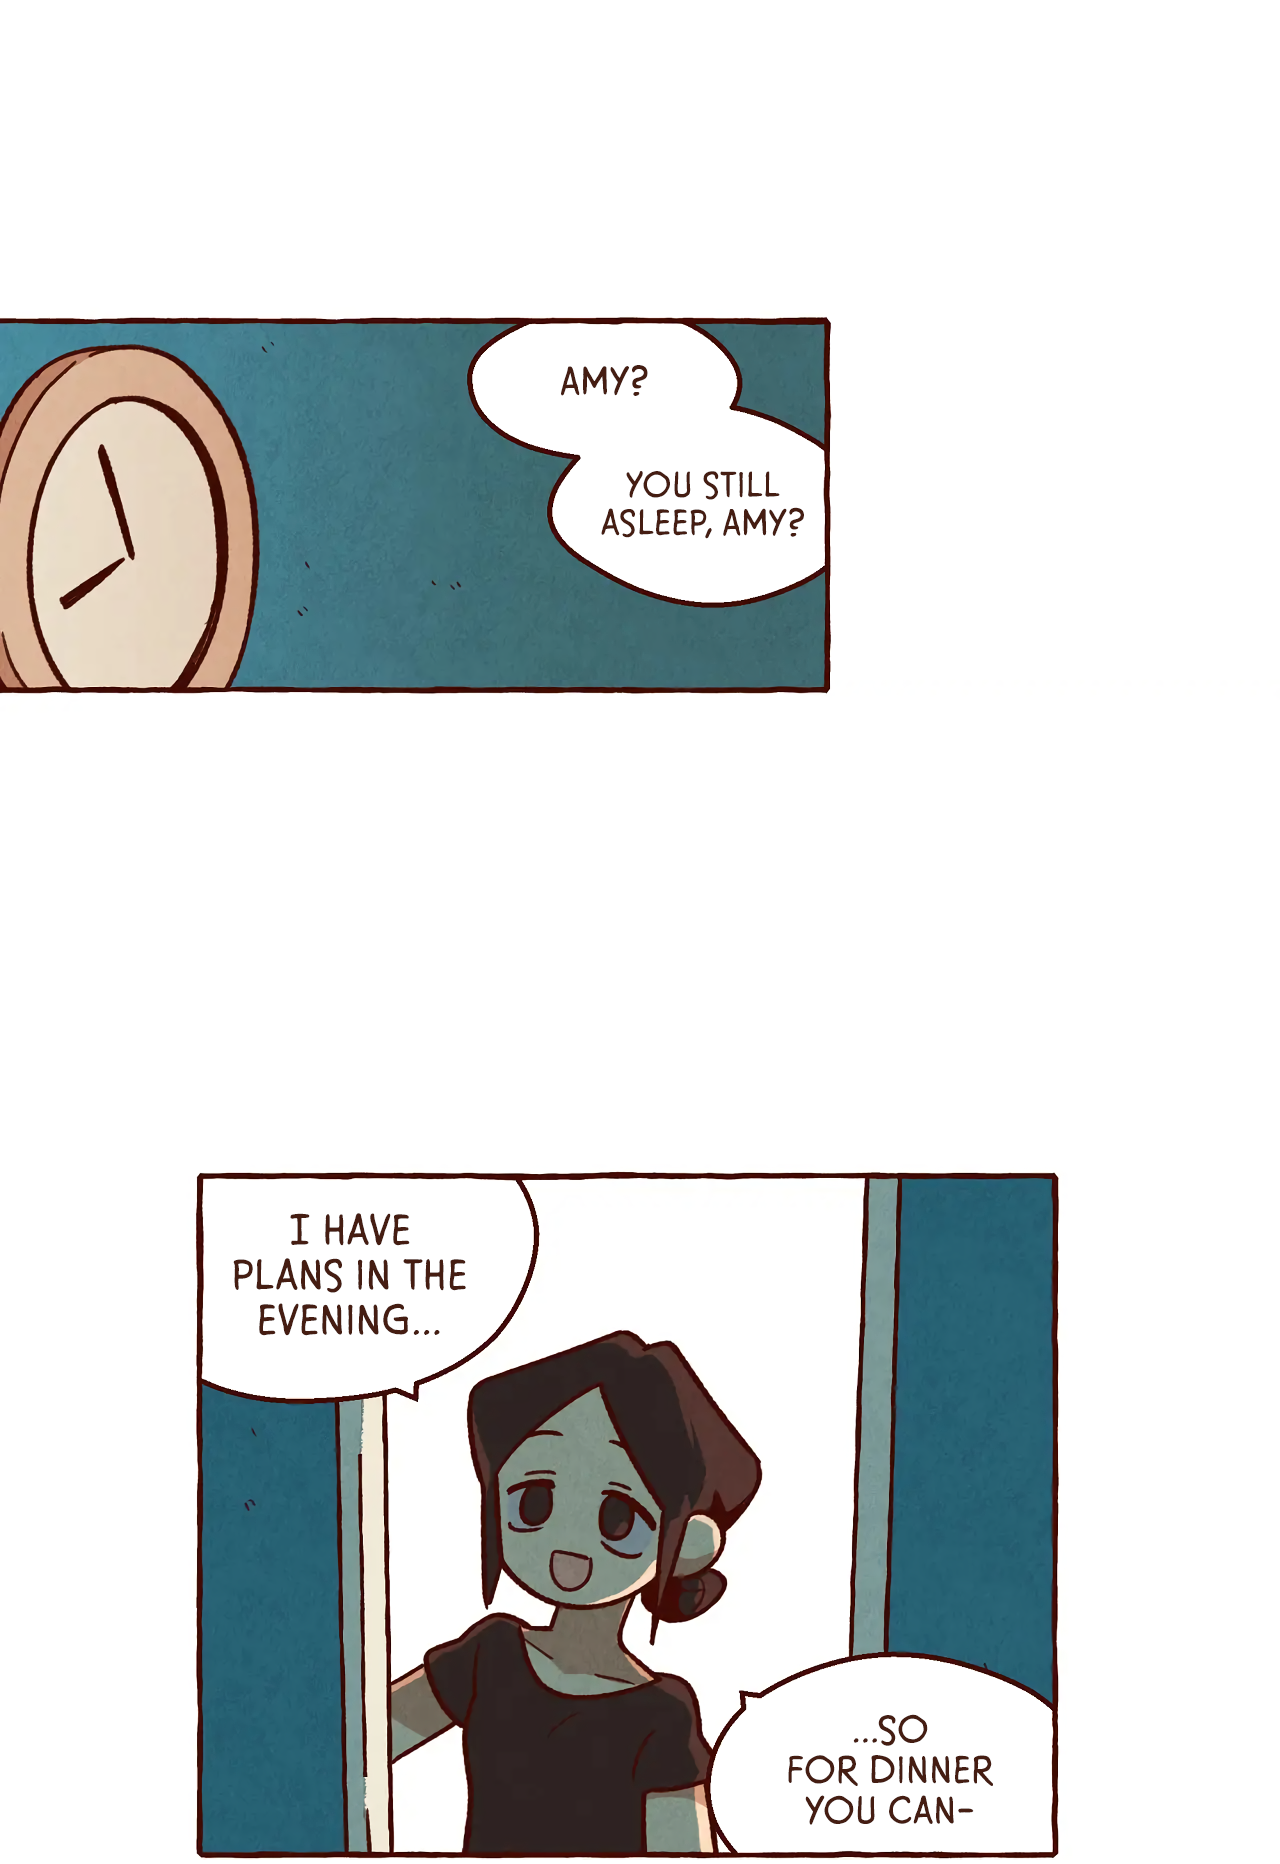 AMY?
YOU STILL
ASLEEP, AMY?
I HAVE
PLANS IN THE
EVENING...
...SO
FOR DINNER
YOU CAN-